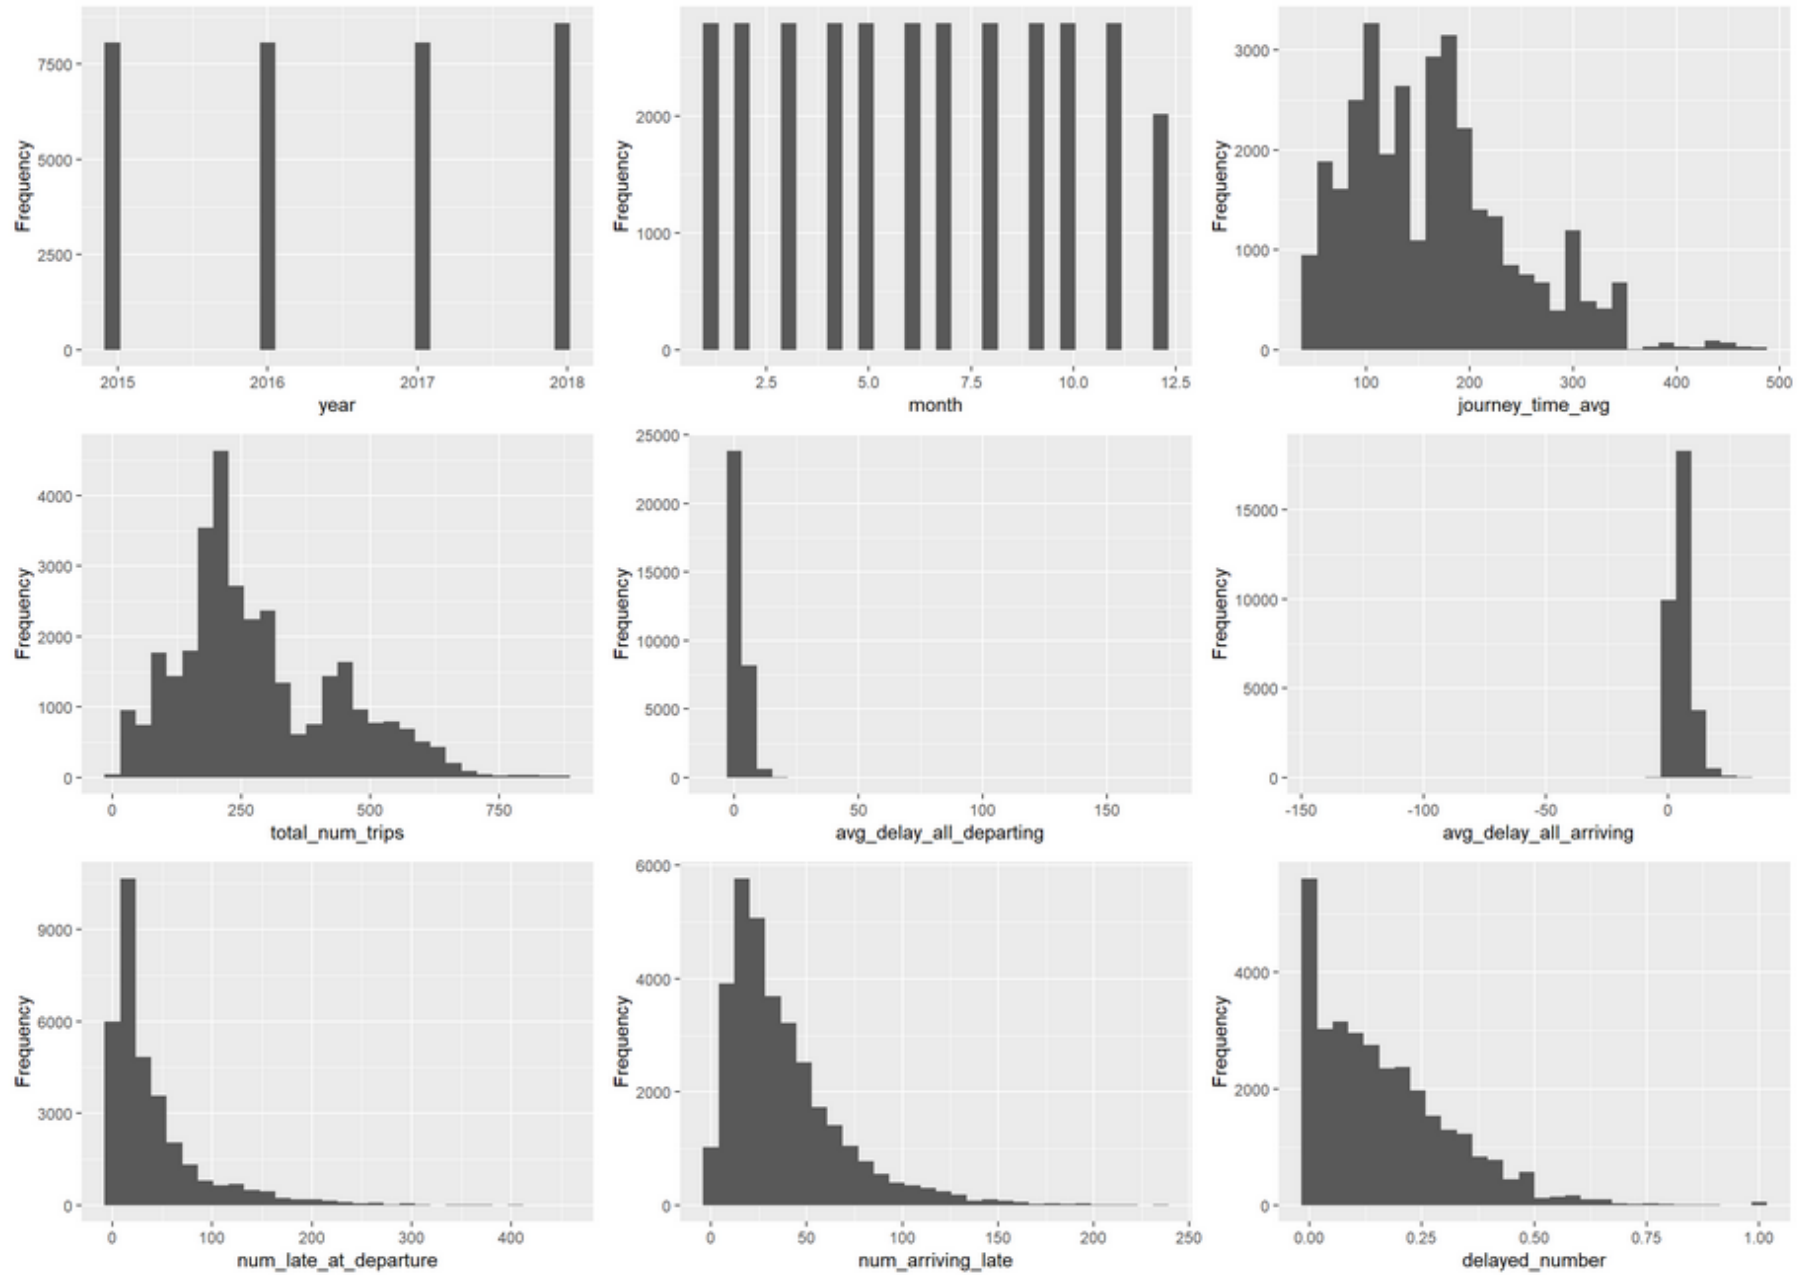 Frequency
7500
5000
2500
0
2015 2016 2017 2018
year
Frequency
2000
1000
0
2.5 5.0 7.5 10.0 12.5
month
Frequency
3000
2000
1000
0
100 200 300 400 500
journey_time_avg
Frequency
4000
3000
2000
1000
0
0 250 500 750
total_num_trips
Frequency
25000
20000
15000
10000
5000
0
0 50 100 150
avg_delay_all_departing
Frequency
15000
10000
5000
0
-150 -100 -50 0
avg_delay_all_arriving
Frequency
9000
6000
3000
0
0 100 200 300 400
num_late_at_departure
Frequency
6000
4000
2000
0
0 50 100 150 200 250
num_arriving_late
Frequency
4000
2000
0
0.00 0.25 0.50 0.75 1.00
delayed_number